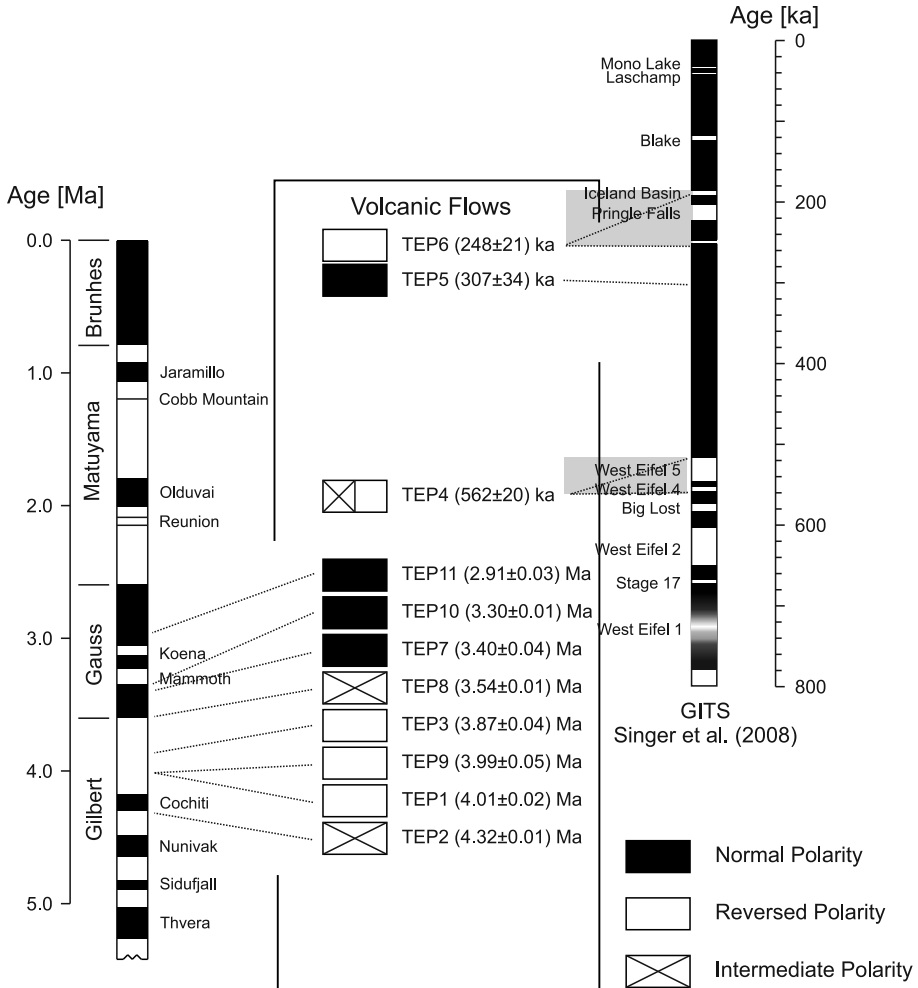 Age [Ma]
0.0
1.0
2.0
3.0
4.0
5.0
Brunhes
Matuyama
Gauss
Gilbert
Jaramillo
Cobb Mountain
Olduvai
Reunion
Koena
Mammoth
Cochiti
Nunivak
Sidufjall
Thvera
Volcanic Flows
TEP6 (248±21) ka
TEP5 (307±34) ka
TEP4 (562±20) ka
TEP11 (2.91±0.03) Ma
TEP10 (3.30±0.01) Ma
TEP7 (3.40±0.04) Ma
TEP8 (3.54±0.01) Ma
TEP3 (3.87±0.04) Ma
TEP9 (3.99±0.05) Ma
TEP1 (4.01±0.02) Ma
TEP2 (4.32±0.01) Ma
Age [ka]
0
200
400
600
800
Mono Lake
Laschamp
Blake
Iceland Basin
Pringle Falls
West Eifel 5
West Eifel 4
Big Lost
West Eifel 2
Stage 17
West Eifel 1
GITS
Singer et al. (2008)
Normal Polarity
Reversed Polarity
Intermediate Polarity